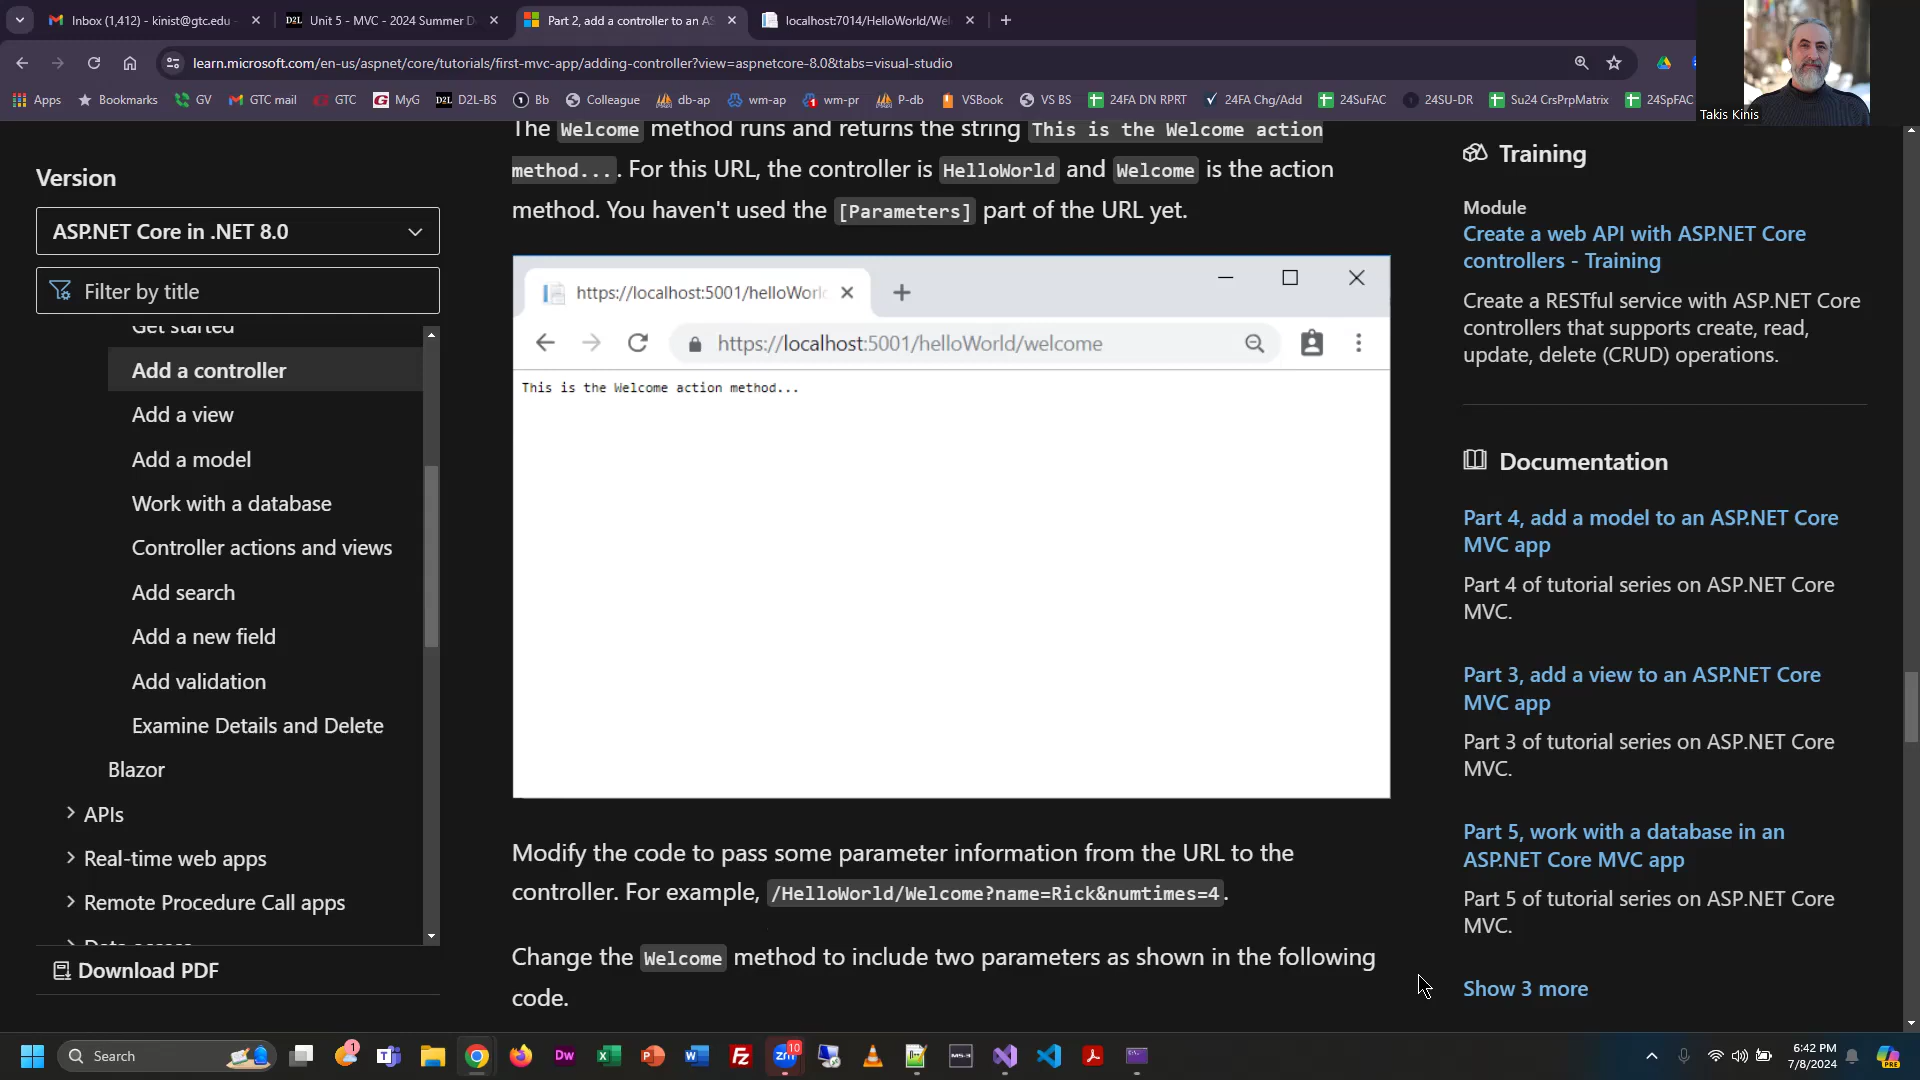 Inbox (1,412) - kinist@gtc.edu
D2L Unit 5 - MVC - 2024 Summer D
Part 2, add a controller to an AS
localhost:7014/HelloWorld/Wel
learn.microsoft.com/en-us/aspnet/core/tutorials/first-mvc-app/adding-controller?view=aspnetcore-8.0&tabs=visual-studio
Apps
Bookmarks
GV
GTC mail
GTC
MyG
D2L D2L-BS
Bb
Colleague
db-ap
wm-ap
wm-pr
P-db
VSBook
VS BS
24FA DN RPRT
24FA Chg/Add
24SuFAC
24SU-DR
Su24 CrsPrpMatrix
24SpFAC
Takis Kinis
Version
ASP.NET Core in .NET 8.0
Filter by title
Get started
Add a controller
Add a view
Add a model
Work with a database
Controller actions and views
Add search
Add a new field
Add validation
Examine Details and Delete
Blazor
APIs
Real-time web apps
Remote Procedure Call apps
Data access
Download PDF
The Welcome method runs and returns the string This is the Welcome action
method.... For this URL, the controller is HelloWorld and Welcome is the action
method. You haven't used the [Parameters] part of the URL yet.
https://localhost:5001/helloWorl
https://localhost:5001/helloWorld/welcome
This is the Welcome action method...
Modify the code to pass some parameter information from the URL to the
controller. For example, /HelloWorld/Welcome?name=Rick&numtimes=4.
Change the Welcome method to include two parameters as shown in the following
code.
Training
Module
Create a web API with ASP.NET Core
controllers - Training
Create a RESTful service with ASP.NET Core
controllers that supports create, read,
update, delete (CRUD) operations.
Documentation
Part 4, add a model to an ASP.NET Core
MVC app
Part 4 of tutorial series on ASP.NET Core
MVC.
Part 3, add a view to an ASP.NET Core
MVC app
Part 3 of tutorial series on ASP.NET Core
MVC.
Part 5, work with a database in an
ASP.NET Core MVC app
Part 5 of tutorial series on ASP.NET Core
MVC.
Show 3 more
Search
1
Dw
10
zm
6:42 PM
7/8/2024
PRE